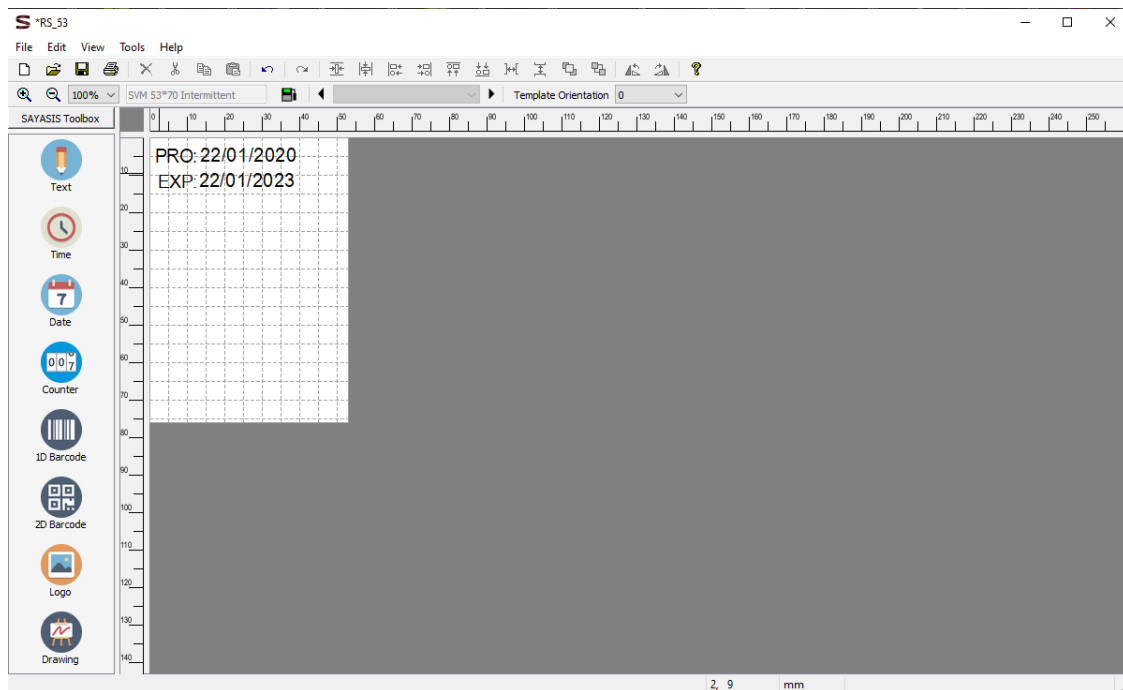 S *RS_53
File Edit View Tools Help
100% SVM 53*70 Intermittent Template Orientation 0
SAYASIS Toolbox
0 10 20 30 40 50 60 70 80 90 100 110 120 130 140 150 160 170 180 190 200 210 220 230 240 250
Text
Time
7
Date
0 0 7
Counter
1D Barcode
2D Barcode
Logo
Drawing
10
20
30
40
50
60
70
80
90
100
110
120
130
140
PRO: 22/01/2020
EXP: 22/01/2023
2, 9 mm